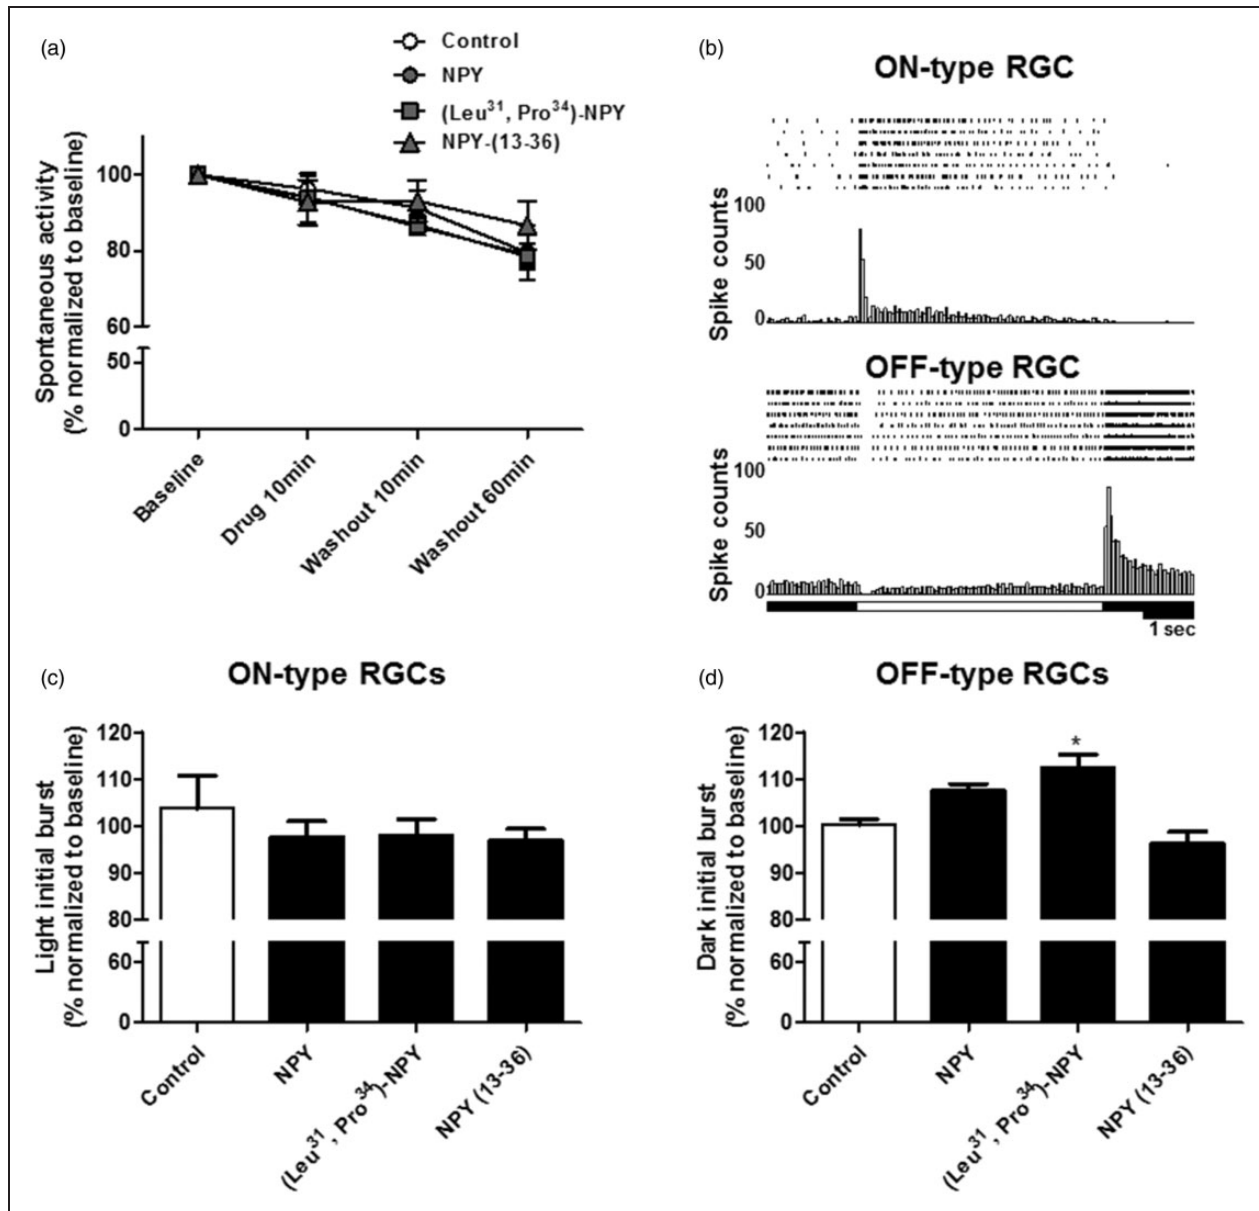 (a)
Control
NPY
(Leu31, Pro34)-NPY
NPY-(13-36)
Spontaneous activity
(% normalized to baseline)
100
80
60
50
0
Baseline
Drug 10min
Washout 10min
Washout 60min
(b)
ON-type RGC
Spike counts
100
50
0
OFF-type RGC
Spike counts
100
50
0
1 sec
(c)
ON-type RGCs
Light initial burst
(% normalized to baseline)
120
110
100
90
80
60
0
Control
NPY
(Leu31, Pro34)-NPY
NPY (13-36)
(d)
OFF-type RGCs
Dark initial burst
(% normalized to baseline)
120
110
100
90
80
60
0
*
Control
NPY
(Leu31, Pro34)-NPY
NPY (13-36)